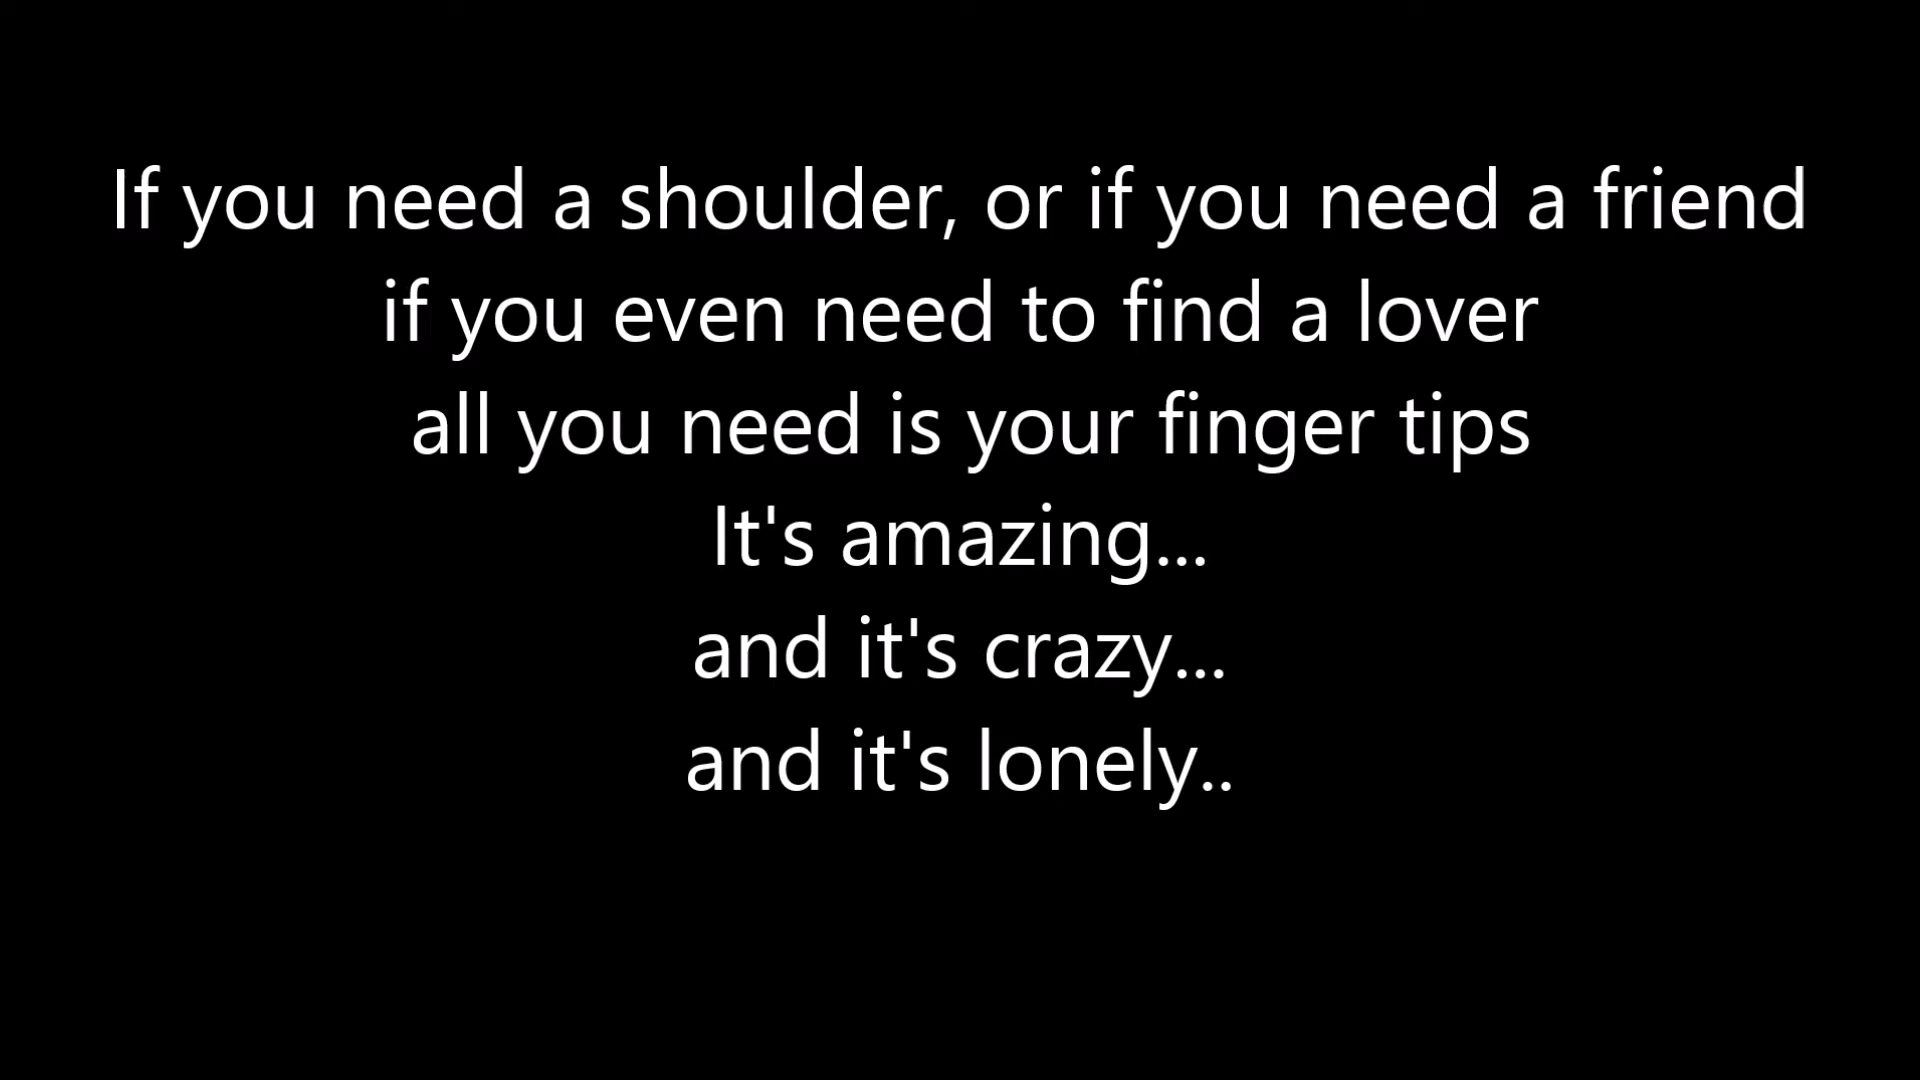 If you need a shoulder, or if you need a friend
if you even need to find a lover
all you need is your finger tips
It's amazing...
and it's crazy...
and it's lonely..